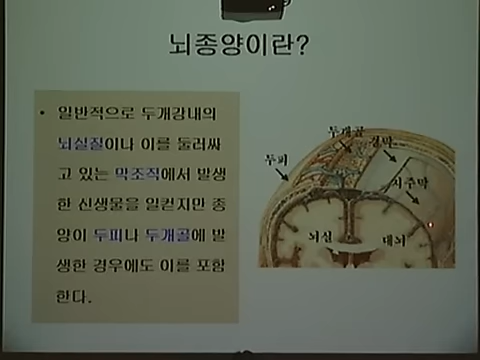 뇌종양이란?
• 일반적으로 두개강내의
뇌실질이나 이를 둘러싸
고 있는 막조직에서 발생
한 신생물을 일컫지만 종
양이 두피나 두개골에 발
생한 경우에도 이를 포함
한다.
두개골
경막
두피
지주막
뇌실
대뇌